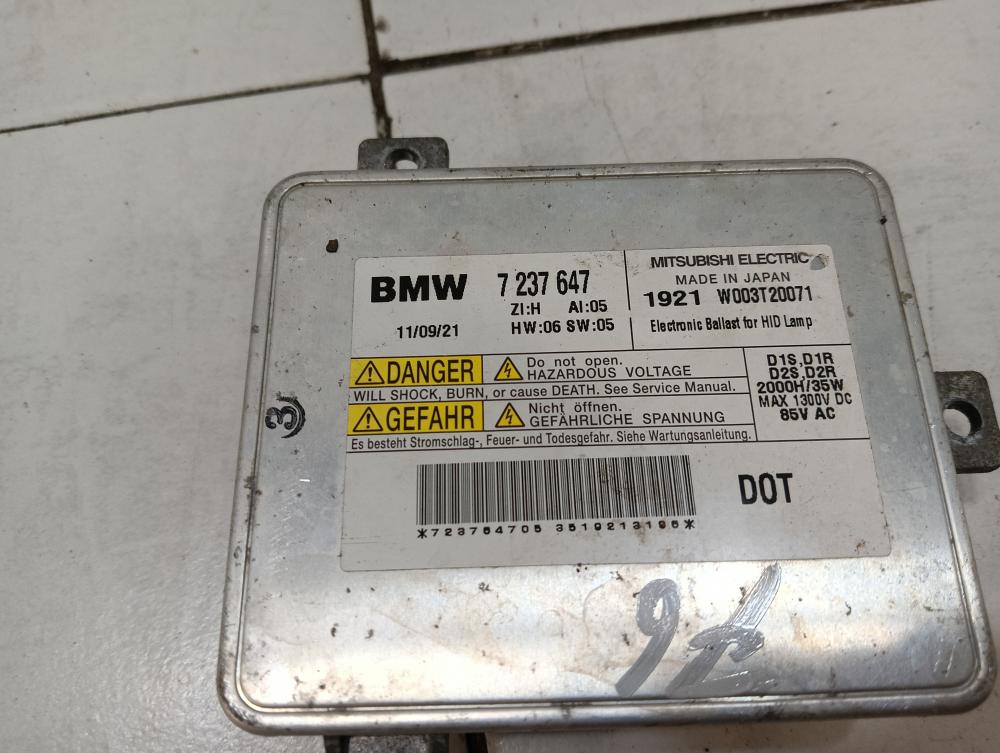 BMW 7 237 647
ZI:H AI:05
11/09/21 HW:06 SW:05
MITSUBISHI ELECTRIC
MADE IN JAPAN
1921 W003T20071
Electronic Ballast for HID Lamp
DANGER Do not open.
HAZARDOUS VOLTAGE
WILL SHOCK, BURN, or cause DEATH. See Service Manual.
GEFAHR Nicht öffnen.
GEFÄHRLICHE SPANNUNG
Es besteht Stromschlag-, Feuer- und Todesgefahr. Siehe Wartungsanleitung.
D1S,D1R
D2S,D2R
2000H/35W
MAX 1300V DC
85V AC
*723764705 3519213196*
DOT
3